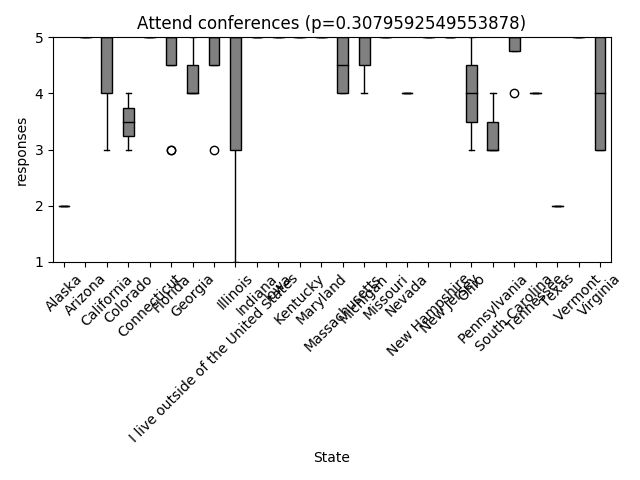 Attend conferences (p=0.3079592549553878)
responses
5
4
3
2
1
Alaska
Arizona
California
Colorado
Connecticut
Florida
Georgia
I live outside of the United States
Illinois
Indiana
Iowa
Kentucky
Maryland
Massachusetts
Michigan
Missouri
Nevada
New Hampshire
New Jersey
Ohio
Pennsylvania
South Carolina
Tennessee
Texas
Vermont
Virginia
State